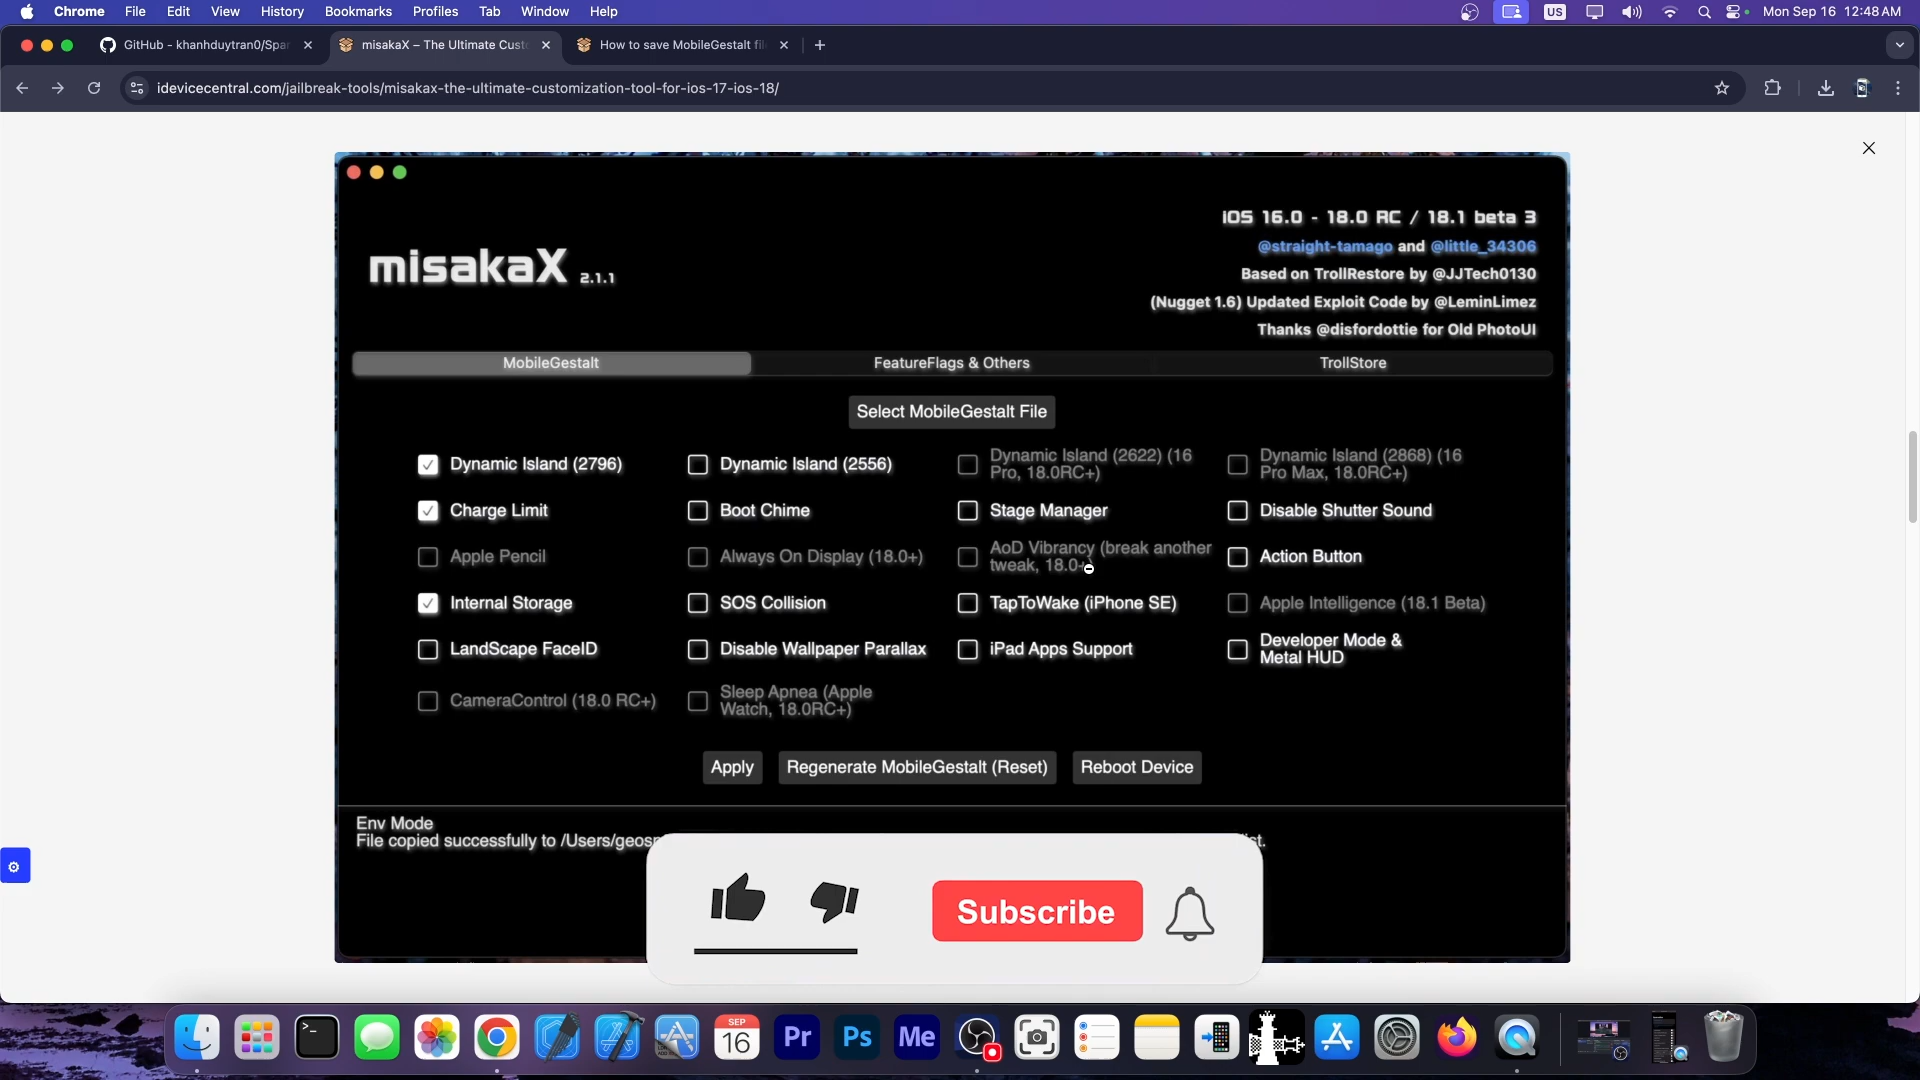 Chrome File Edit View History Bookmarks Profiles Tab Window Help US Mon Sep 16 12:48 AM
GitHub - khanhduytran0/Spar misakaX – The Ultimate Custo How to save MobileGestalt fil
idevicecentral.com/jailbreak-tools/misakax-the-ultimate-customization-tool-for-ios-17-ios-18/
iOS 16.0 - 18.0 RC / 18.1 beta 3
@straight-tamago and @little_34306
misakaX 2.1.1
Based on TrollRestore by @JJTech0130
(Nugget 1.6) Updated Exploit Code by @LeminLimez
Thanks @disfordottie for Old PhotoUI
MobileGestalt FeatureFlags & Others TrollStore
Select MobileGestalt File
Dynamic Island (2796) Dynamic Island (2556) Dynamic Island (2622) (16 Pro, 18.0RC+) Dynamic Island (2868) (16 Pro Max, 18.0RC+)
Charge Limit Boot Chime Stage Manager Disable Shutter Sound
Apple Pencil Always On Display (18.0+) AoD Vibrancy (break another tweak, 18.0+) Action Button
Internal Storage SOS Collision TapToWake (iPhone SE) Apple Intelligence (18.1 Beta)
LandScape FaceID Disable Wallpaper Parallax iPad Apps Support Developer Mode & Metal HUD
CameraControl (18.0 RC+) Sleep Apnea (Apple Watch, 18.0RC+)
Apply Regenerate MobileGestalt (Reset) Reboot Device
Env Mode
File copied successfully to /Users/geosn
Subscribe
SEP
16 Pr Ps Me